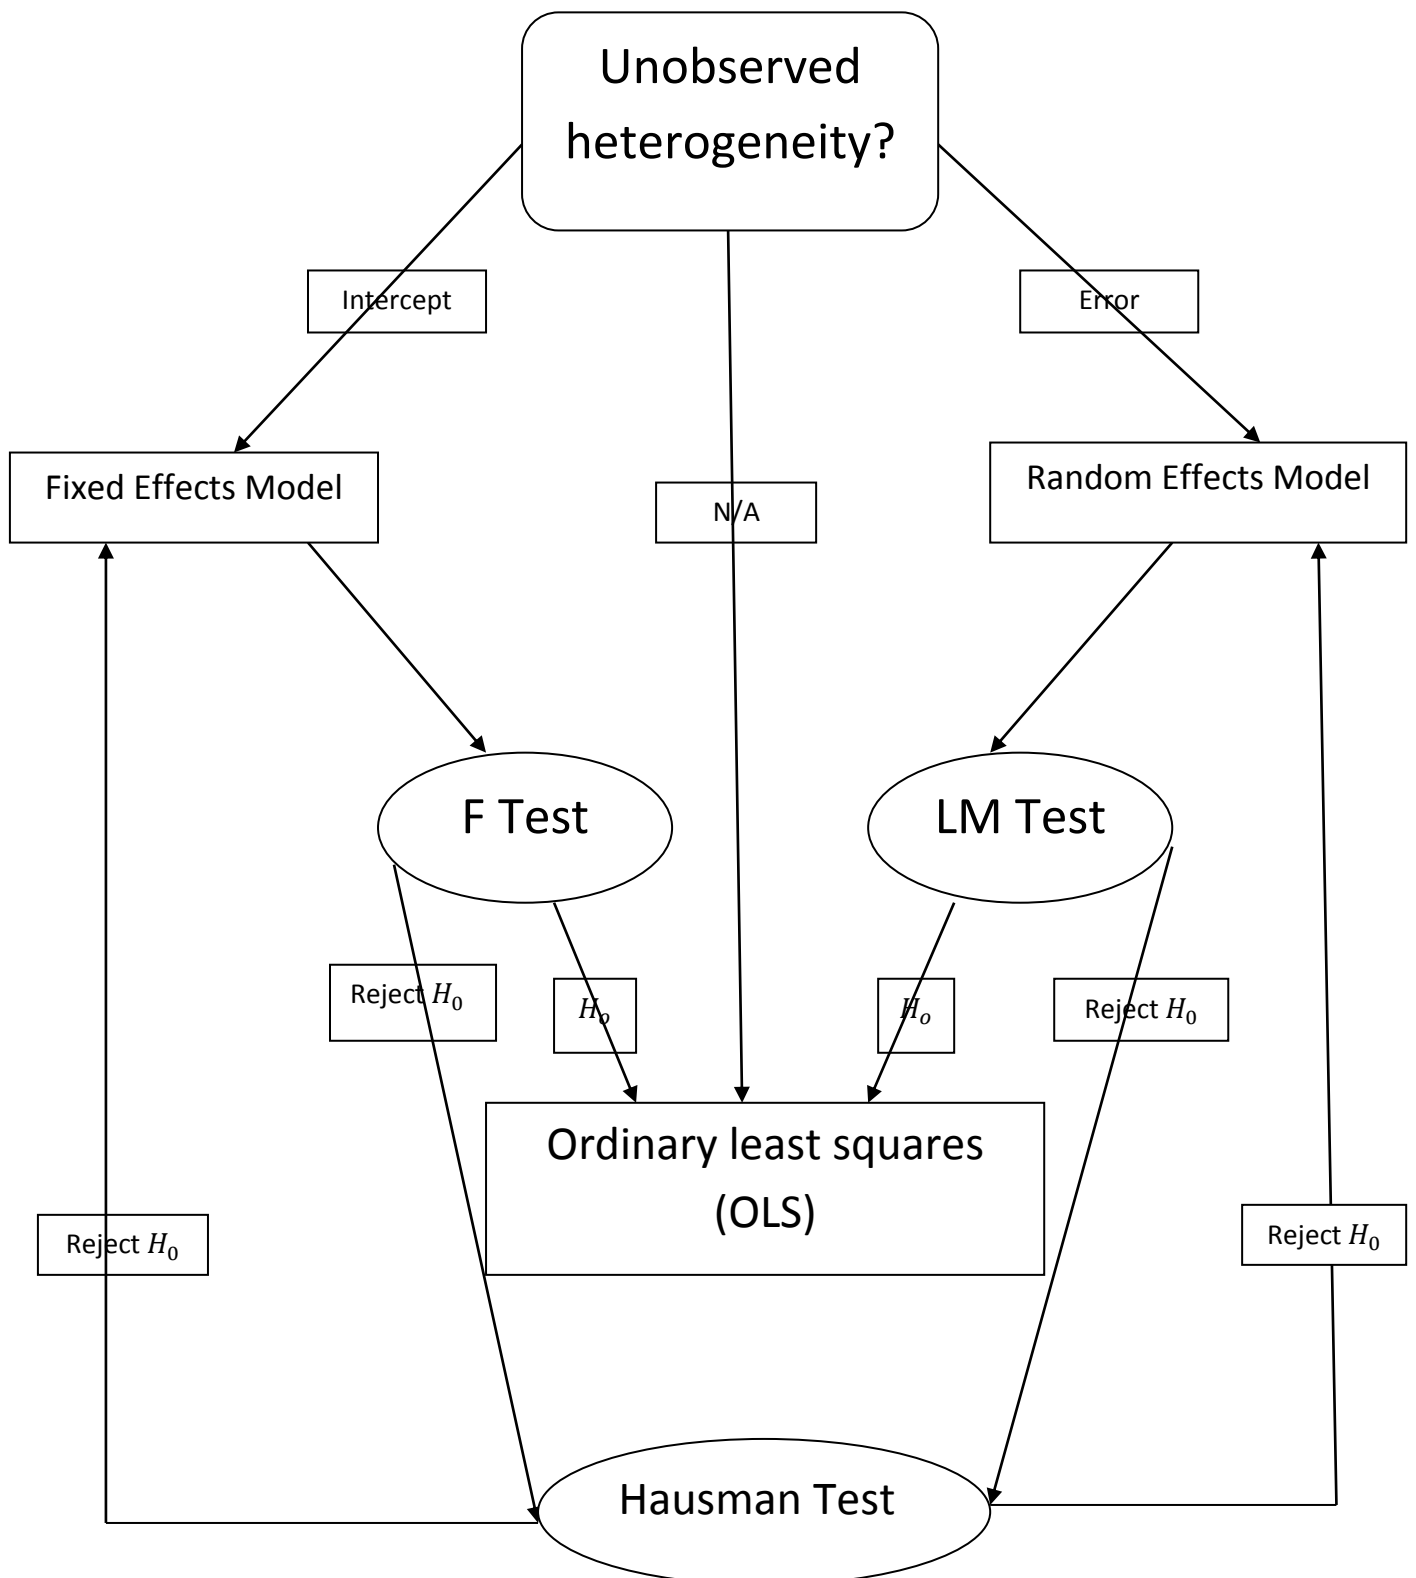 Unobserved
heterogeneity?
Intercept
Error
Fixed Effects Model
Random Effects Model
N/A
F Test
LM Test
Reject H₀
Hₒ
Hₒ
Reject H₀
Ordinary least squares
(OLS)
Reject H₀
Reject H₀
Hausman Test